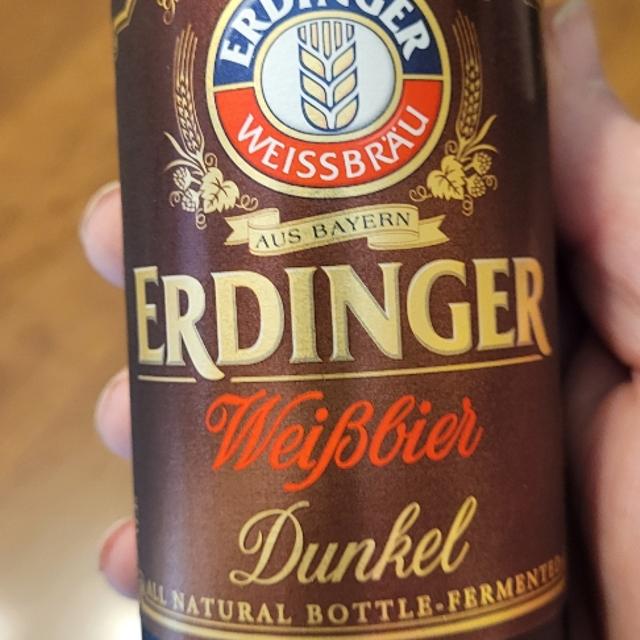 ERDINGER
WEISSBRÄU
AUS BAYERN
ERDINGER
Weißbier
Dunkel
ALL NATURAL BOTTLE-FERMENTED